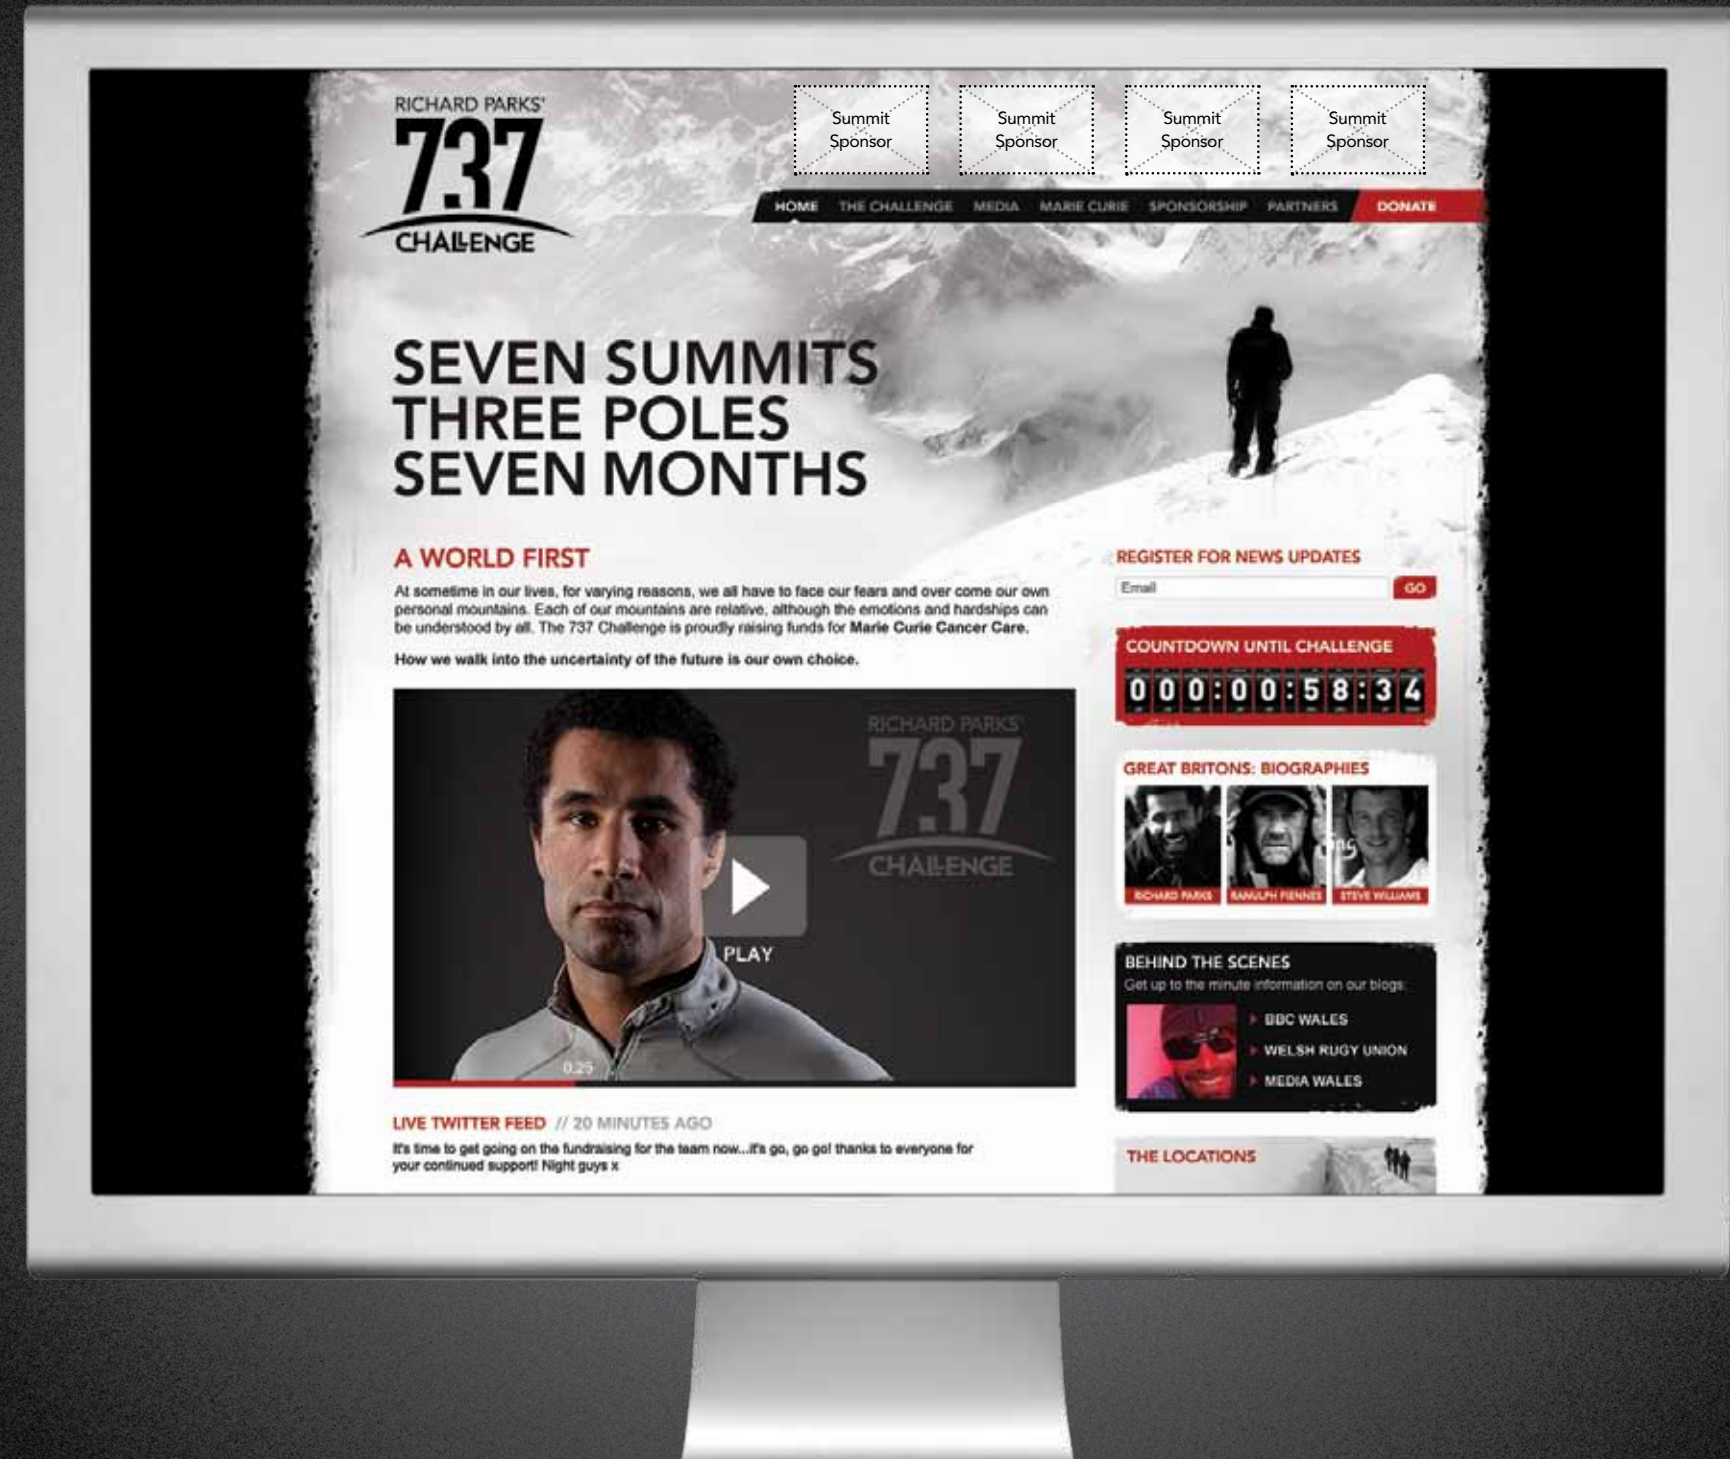 RICHARD PARKS'
737
CHALLENGE
Summit
Sponsor
Summit
Sponsor
Summit
Sponsor
Summit
Sponsor
HOME THE CHALLENGE MEDIA MARIE CURIE SPONSORSHIP PARTNERS DONATE
SEVEN SUMMITS
THREE POLES
SEVEN MONTHS
A WORLD FIRST
At sometime in our lives, for varying reasons, we all have to face our fears and over come our own
personal mountains. Each of our mountains are relative, although the emotions and hardships can
be understood by all. The 737 Challenge is proudly raising funds for Marie Curie Cancer Care.
How we walk into the uncertainty of the future is our own choice.
RICHARD PARKS'
737
CHALLENGE
PLAY
0.25
LIVE TWITTER FEED // 20 MINUTES AGO
It's time to get going on the fundraising for the team now...it's go, go go! thanks to everyone for
your continued support! Night guys x
REGISTER FOR NEWS UPDATES
Email GO
COUNTDOWN UNTIL CHALLENGE
000:00:58:34
GREAT BRITONS: BIOGRAPHIES
ing
RICHARD PARKS RANULPH FIENNES STEVE WILLIAMS
BEHIND THE SCENES
Get up to the minute information on our blogs:
BBC WALES
WELSH RUGY UNION
MEDIA WALES
THE LOCATIONS